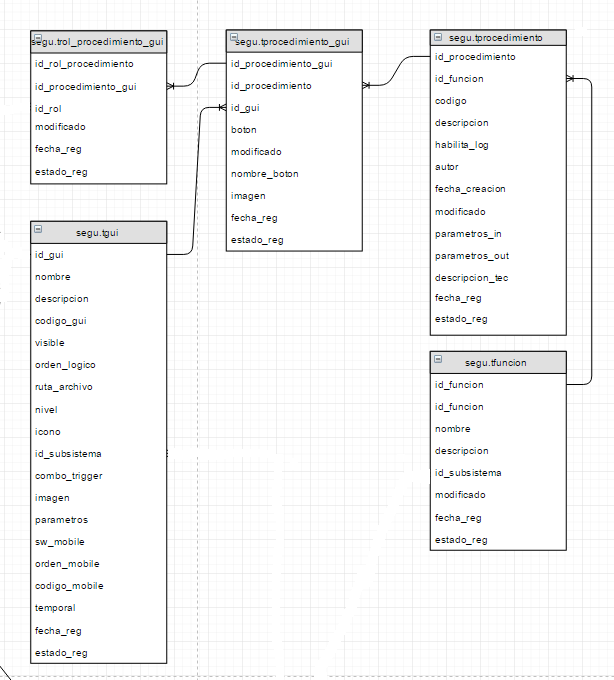 segu.trol_procedimiento_gui
id_rol_procedimiento
id_procedimiento_gui
id_rol
modificado
fecha_reg
estado_reg
segu.tprocedimiento_gui
id_procedimiento_gui
id_procedimiento
id_gui
boton
modificado
nombre_boton
imagen
fecha_reg
estado_reg
segu.tprocedimiento
id_procedimiento
id_funcion
codigo
descripcion
habilita_log
autor
fecha_creacion
modificado
parametros_in
parametros_out
descripcion_tec
fecha_reg
estado_reg
segu.tgui
id_gui
nombre
descripcion
codigo_gui
visible
orden_logico
ruta_archivo
nivel
icono
id_subsistema
combo_trigger
imagen
parametros
sw_mobile
orden_mobile
codigo_mobile
temporal
fecha_reg
estado_reg
segu.tfuncion
id_funcion
id_funcion
nombre
descripcion
id_subsistema
modificado
fecha_reg
estado_reg